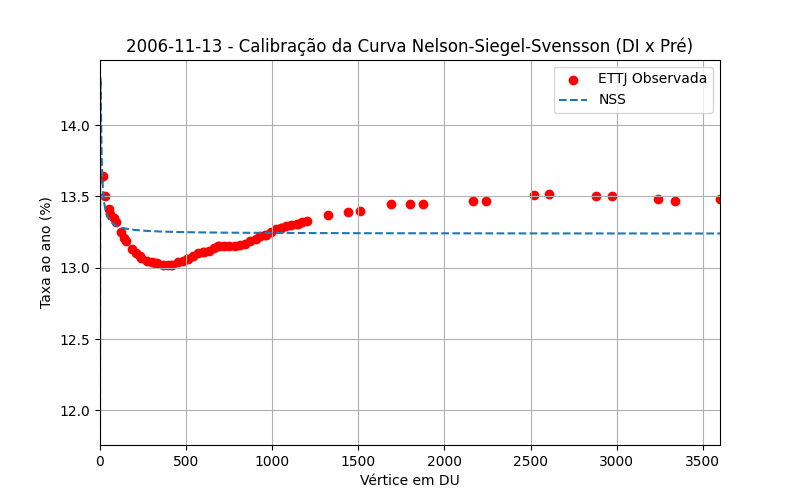 2006-11-13 - Calibração da Curva Nelson-Siegel-Svensson (DI x Pré)
ETTJ Observada
NSS
Taxa ao ano (%)
14.0
13.5
13.0
12.5
12.0
0 500 1000 1500 2000 2500 3000 3500
Vértice em DU